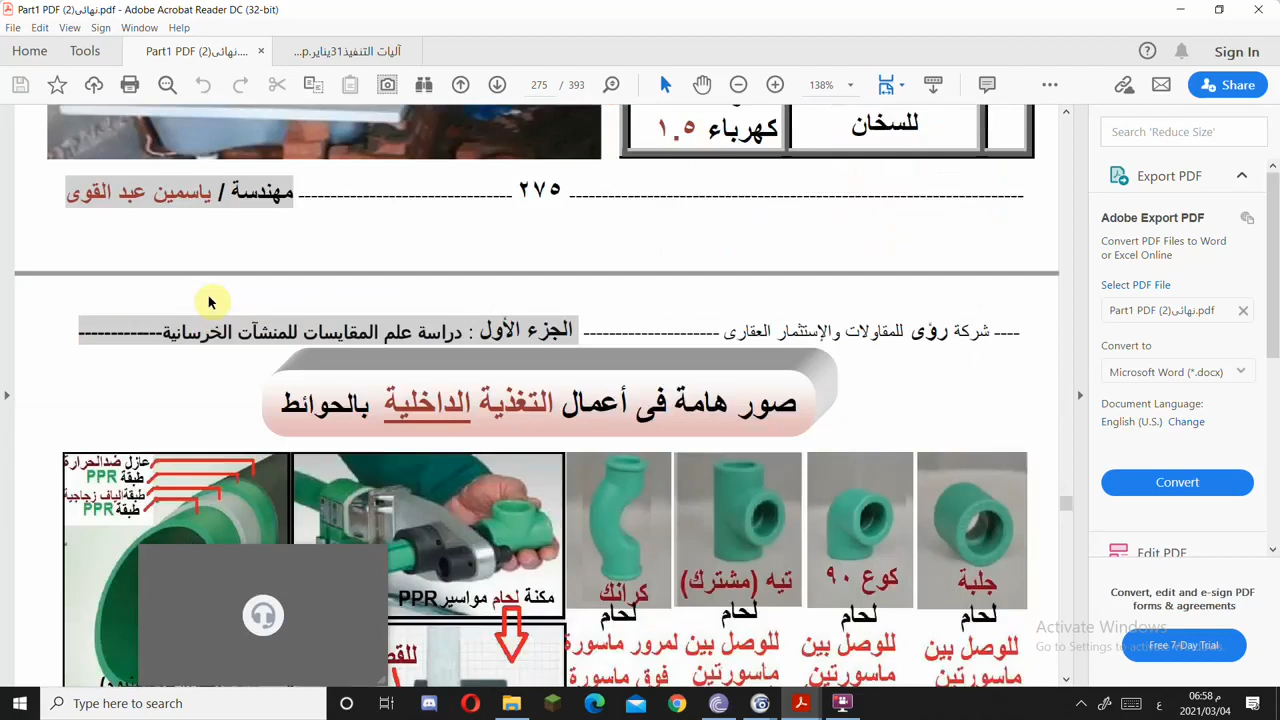 Part1 PDF (2)نهائى.pdf - Adobe Acrobat Reader DC (32-bit)
File Edit View Sign Window Help
Home Tools Part1 PDF (2)نهائى.... × آليات التنفيذ31يناير.p... Sign In
275 / 393 138% Share
كهرباء ١.٥
للسخان
مهندسة / ياسمين عبد القوى ٢٧٥
---- شركة رؤى للمقاولات والإستثمار العقارى -------------------- الجزء الأول : دراسة علم المقايسات للمنشآت الخرسانية-------------
صور هامة فى أعمال التغذية الداخلية بالحوائط
عازل ضدالحرارة
طبقة PPR
طبقةالياف زجاجية
طبقة PPR
مكنة لحام مواسير PPR
للقط
كرانك
لحام
لمرور ماسورة
فوق ماسورة
تيه (مشترك)
لحام
للوصل بين
ماسورتين
كوع ٩٠
لحام
للوصل بين
ماسورتين
جلبة
لحام
للوصل بين
ماسورتين
Search 'Reduce Size'
Export PDF
Adobe Export PDF
Convert PDF Files to Word
or Excel Online
Select PDF File
Part1 PDF (2)نهائى.pdf
Convert to
Microsoft Word (*.docx)
Document Language:
English (U.S.) Change
Convert
Edit PDF
Convert, edit and e-sign PDF
forms & agreements
Free 7-Day Trial
Activate Windows
Go to Settings to activate Windows.
Type here to search
06:58 م
2021/03/04
ع